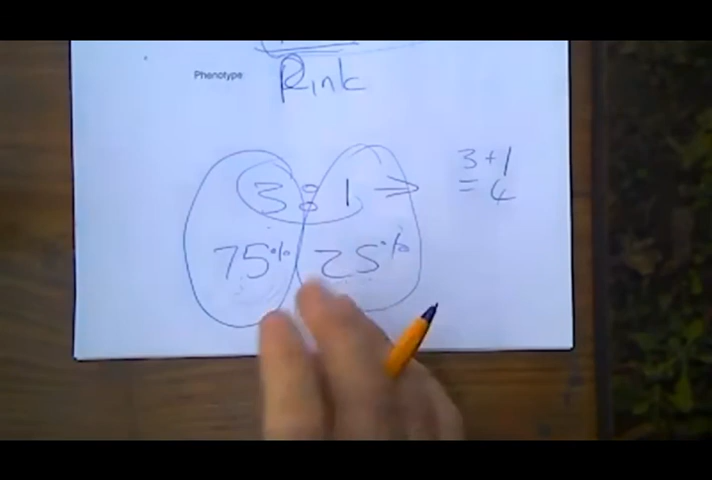 Phenotype
Pink
3 : 1 ⇒
3 + 1
= 4
75% 25%